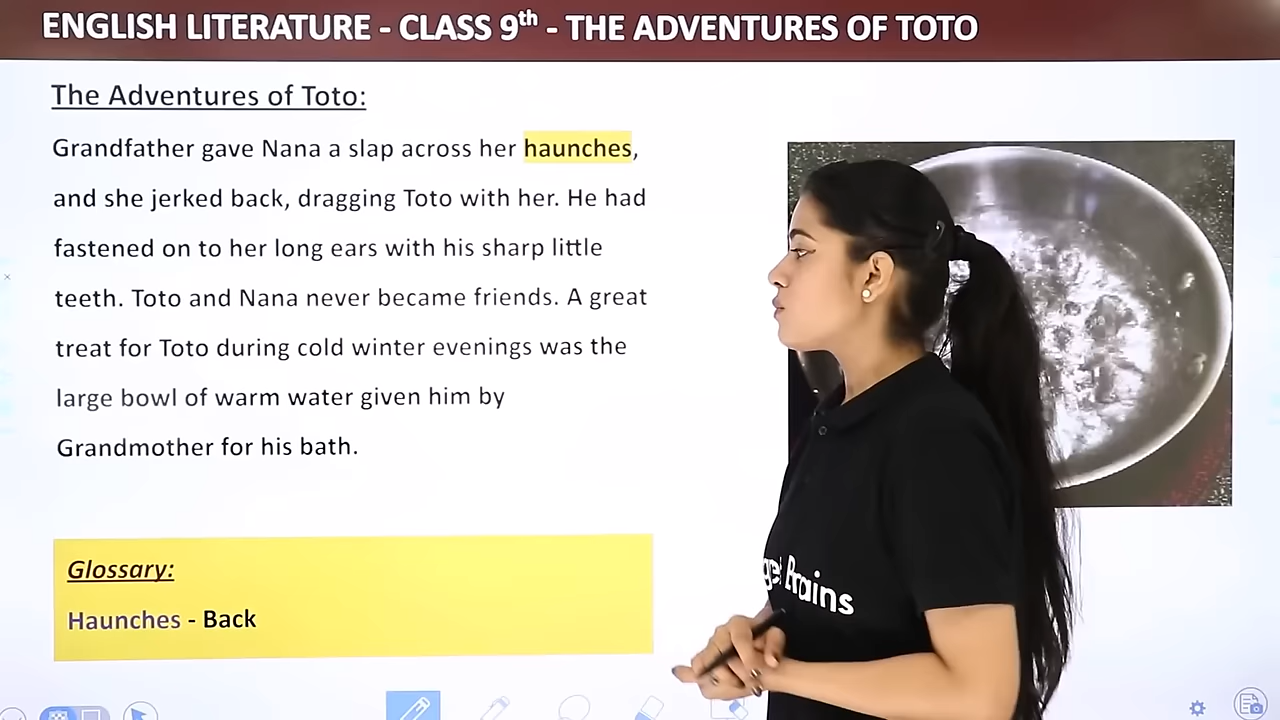 ENGLISH LITERATURE - CLASS 9th - THE ADVENTURES OF TOTO
The Adventures of Toto:
Grandfather gave Nana a slap across her haunches,
and she jerked back, dragging Toto with her. He had
fastened on to her long ears with his sharp little
teeth. Toto and Nana never became friends. A great
treat for Toto during cold winter evenings was the
large bowl of warm water given him by
Grandmother for his bath.
Glossary:
Haunches - Back
Brains